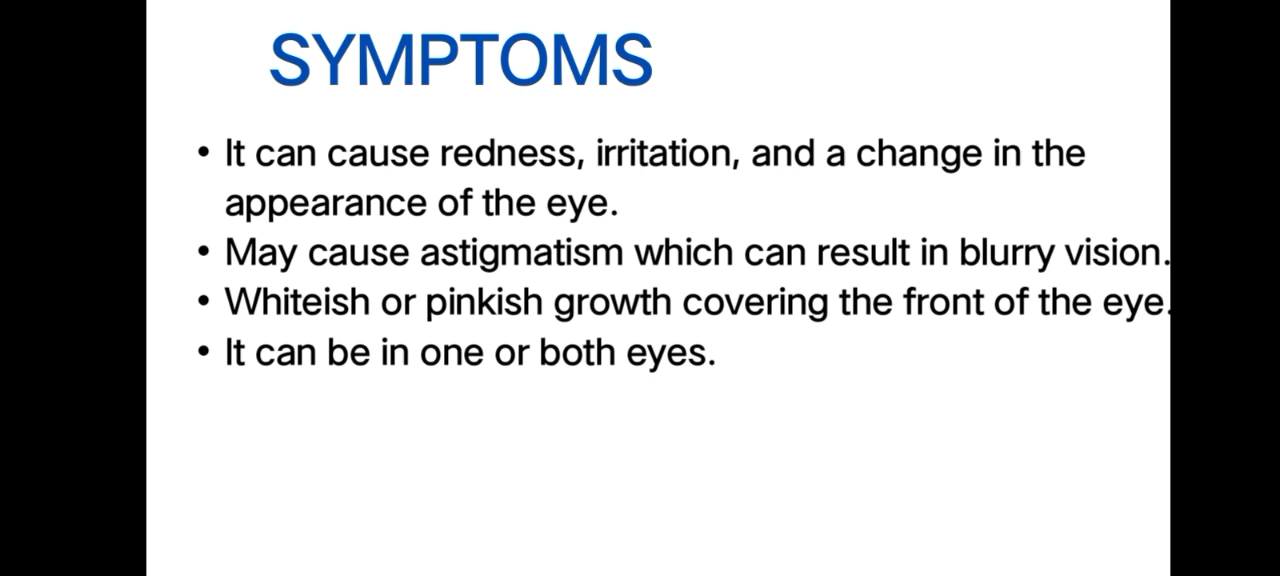 SYMPTOMS
• It can cause redness, irritation, and a change in the
appearance of the eye.
• May cause astigmatism which can result in blurry vision.
• Whiteish or pinkish growth covering the front of the eye.
• It can be in one or both eyes.